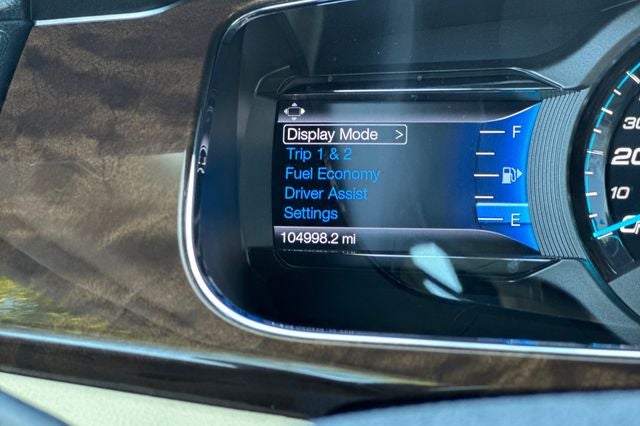 Display Mode >
Trip 1 & 2
Fuel Economy
Driver Assist
Settings
104998.2 mi
F
E
30
20
10